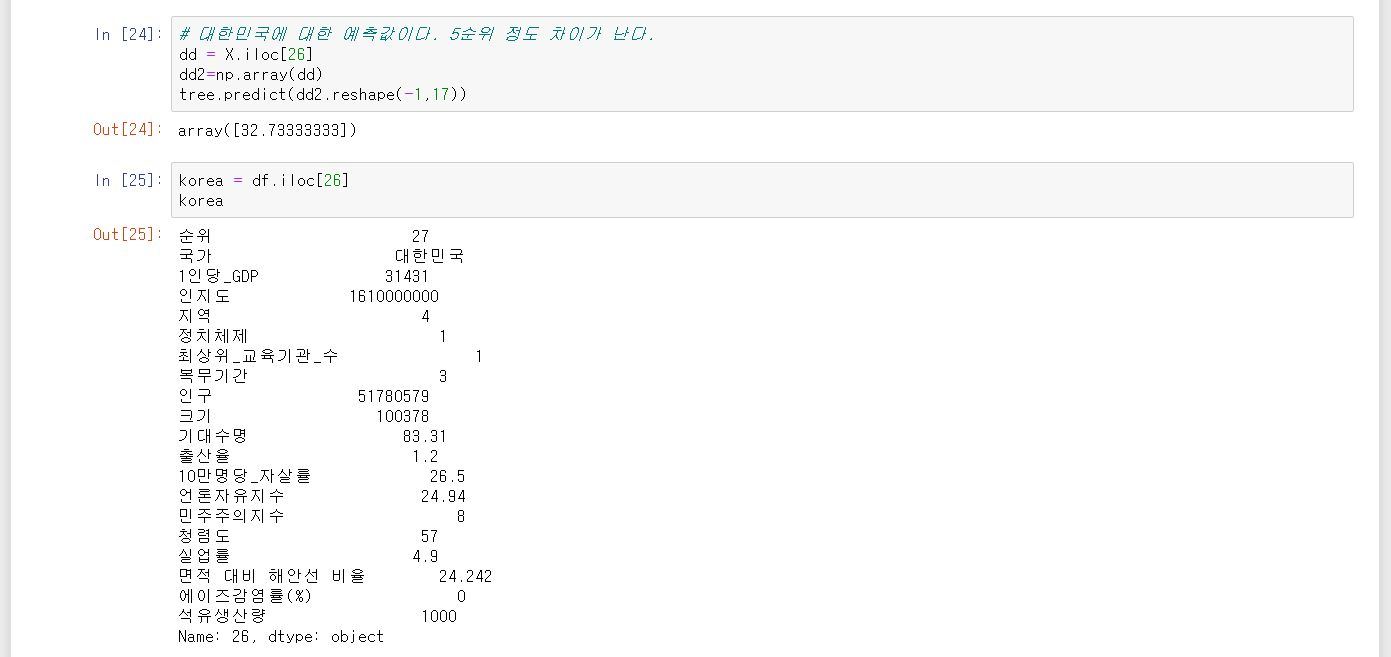 In [24]: # 대한민국에 대한 예측값이다. 5순위 정도 차이가 난다.
dd = X.iloc[26]
dd2=np.array(dd)
tree.predict(dd2.reshape(-1,17))
Out[24]: array([32.73333333])
In [25]: korea = df.iloc[26]
korea
Out[25]: 순위 27
국가 대한민국
1인당_GDP 31431
인지도 1610000000
지역 4
정치체제 1
최상위_교육기관_수 1
복무기간 3
인구 51780579
크기 100378
기대수명 83.31
출산율 1.2
10만명당_자살률 26.5
언론자유지수 24.94
민주주의지수 8
청렴도 57
실업률 4.9
면적 대비 해안선 비율 24.242
에이즈감염률(%) 0
석유생산량 1000
Name: 26, dtype: object